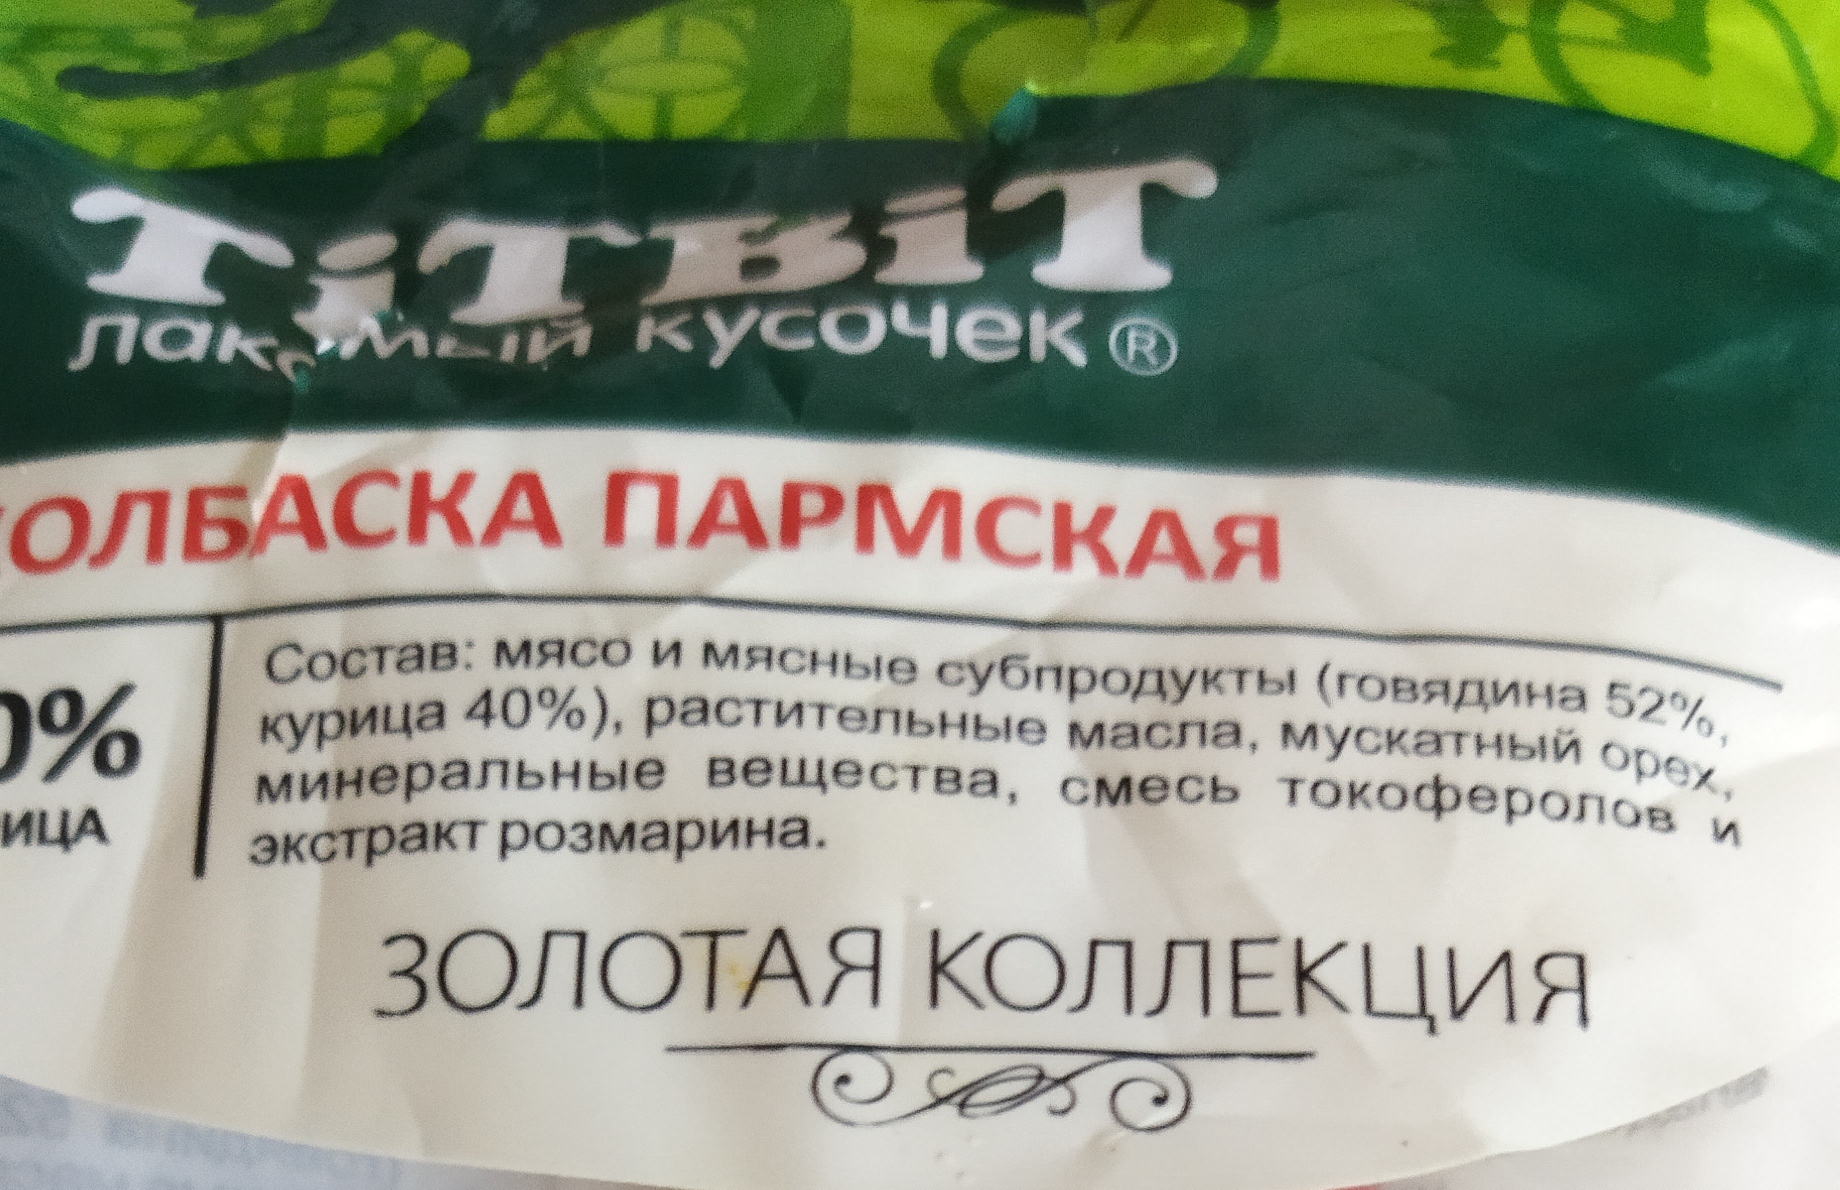 TiTBiT
лакомый кусочек ®
КОЛБАСКА ПАРМСКАЯ
Состав: мясо и мясные субпродукты (говядина 52%,
0%
курица 40%), растительные масла, мускатный орех,
минеральные вещества, смесь токоферолов и
ИЦА
экстракт розмарина.
ЗОЛОТАЯ КОЛЛЕКЦИЯ